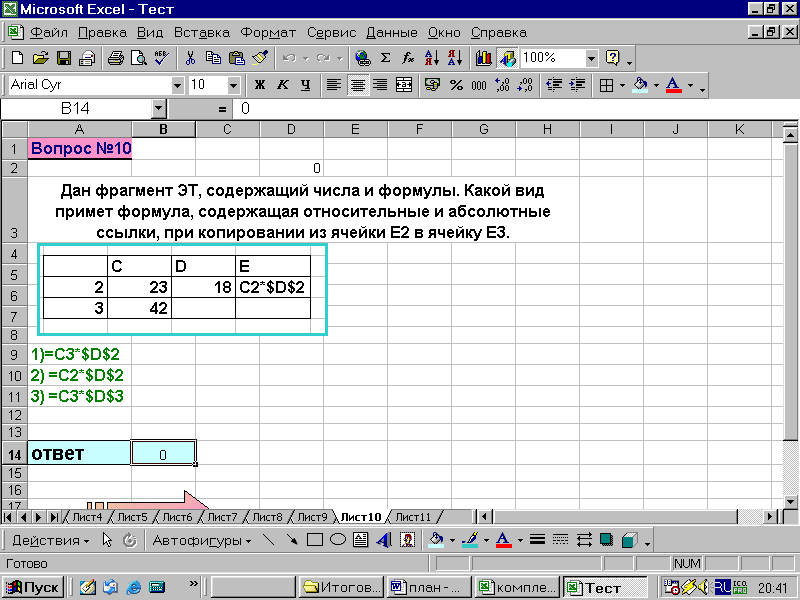 Microsoft Excel - Тест
Файл Правка Вид Вставка Формат Сервис Данные Окно Справка
100%
Arial Cyr 10 Ж К Ч % 000
B14 = 0
A B C D E F G H I J K
1 Вопрос №10
2 0
Дан фрагмент ЭТ, содержащий числа и формулы. Какой вид
примет формула, содержащая относительные и абсолютные
3 ссылки, при копировании из ячейки Е2 в ячейку Е3.
4
5 C D E
6 2 23 18 C2*$D$2
7 3 42
8
9 1)=C3*$D$2
10 2) =C2*$D$2
11 3) =C3*$D$3
12
13
14 ответ 0
15
16
17
Лист4 Лист5 Лист6 Лист7 Лист8 Лист9 Лист10 Лист11
Действия Автофигуры
Готово NUM
Пуск » Итогов... план - ... компле... Тест 20:41